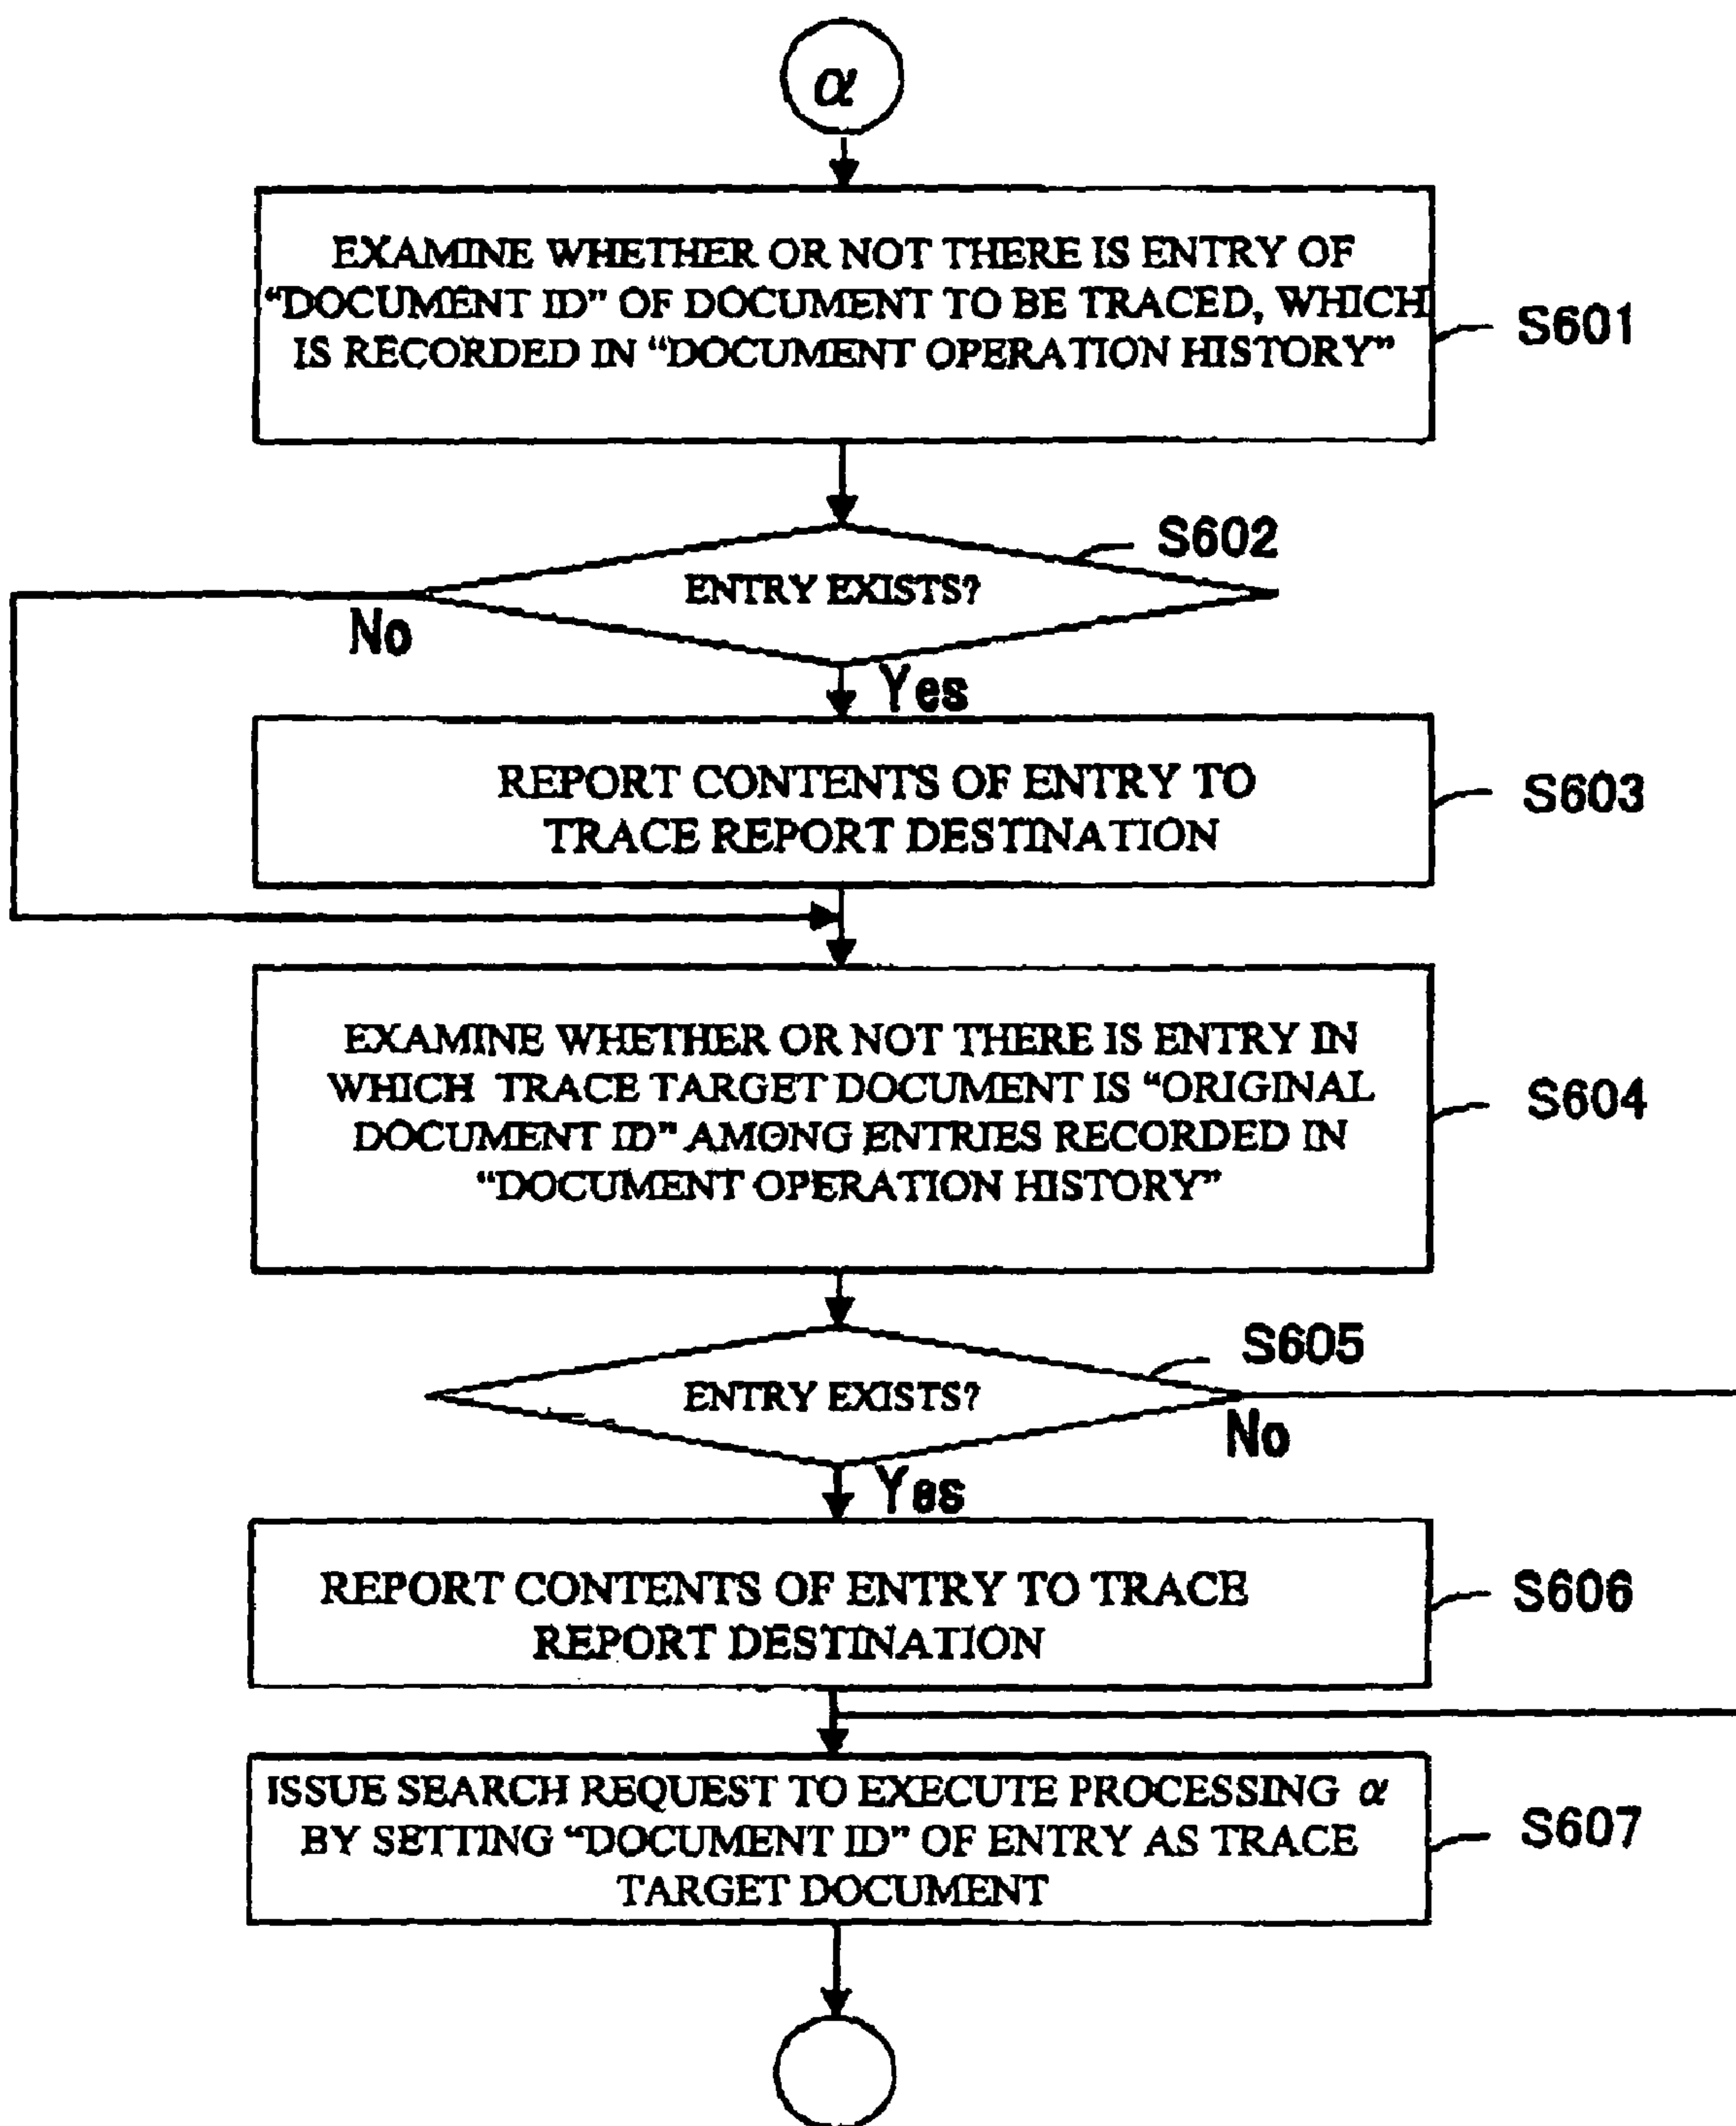 α
EXAMINE WHETHER OR NOT THERE IS ENTRY OF
“DOCUMENT ID” OF DOCUMENT TO BE TRACED, WHICH
IS RECORDED IN “DOCUMENT OPERATION HISTORY”
S601
S602
ENTRY EXISTS?
No
Yes
REPORT CONTENTS OF ENTRY TO
TRACE REPORT DESTINATION
S603
EXAMINE WHETHER OR NOT THERE IS ENTRY IN
WHICH TRACE TARGET DOCUMENT IS “ORIGINAL
DOCUMENT ID” AMONG ENTRIES RECORDED IN
“DOCUMENT OPERATION HISTORY”
S604
S605
ENTRY EXISTS?
No
Yes
REPORT CONTENTS OF ENTRY TO TRACE
REPORT DESTINATION
S606
ISSUE SEARCH REQUEST TO EXECUTE PROCESSING α
BY SETTING “DOCUMENT ID” OF ENTRY AS TRACE
TARGET DOCUMENT
S607